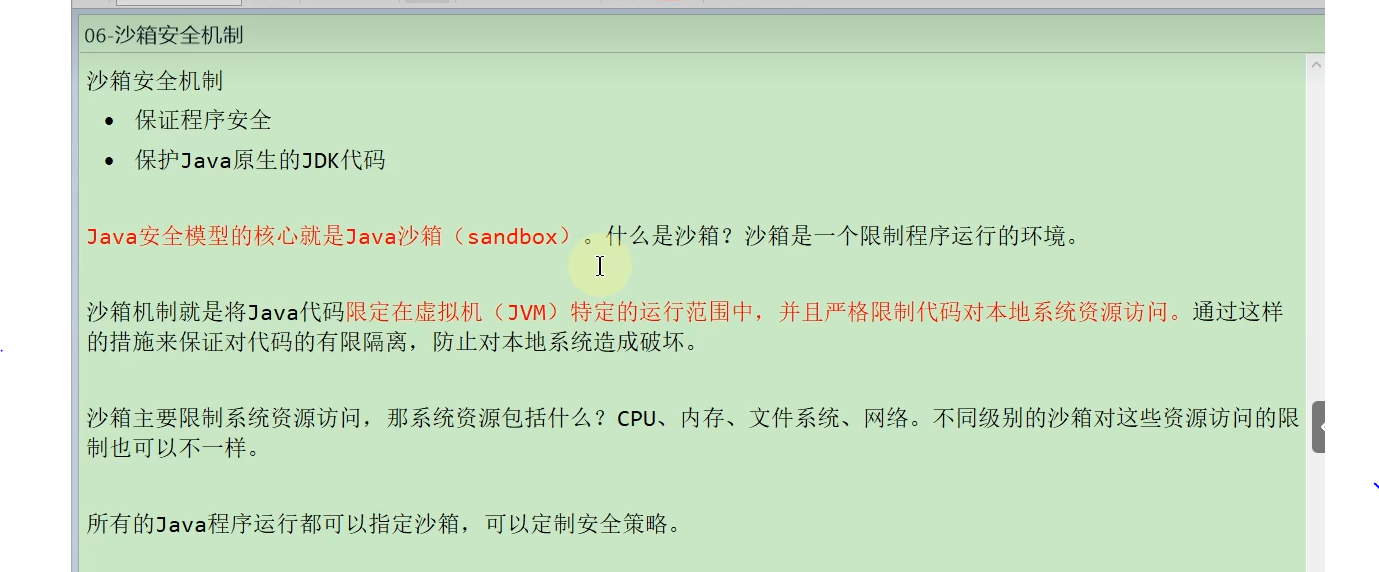 06-沙箱安全机制
沙箱安全机制
• 保证程序安全
• 保护Java原生的JDK代码
Java安全模型的核心就是Java沙箱（sandbox）。什么是沙箱？沙箱是一个限制程序运行的环境。
沙箱机制就是将Java代码限定在虚拟机（JVM）特定的运行范围中，并且严格限制代码对本地系统资源访问。通过这样
的措施来保证对代码的有限隔离，防止对本地系统造成破坏。
沙箱主要限制系统资源访问，那系统资源包括什么？CPU、内存、文件系统、网络。不同级别的沙箱对这些资源访问的限
制也可以不一样。
所有的Java程序运行都可以指定沙箱，可以定制安全策略。